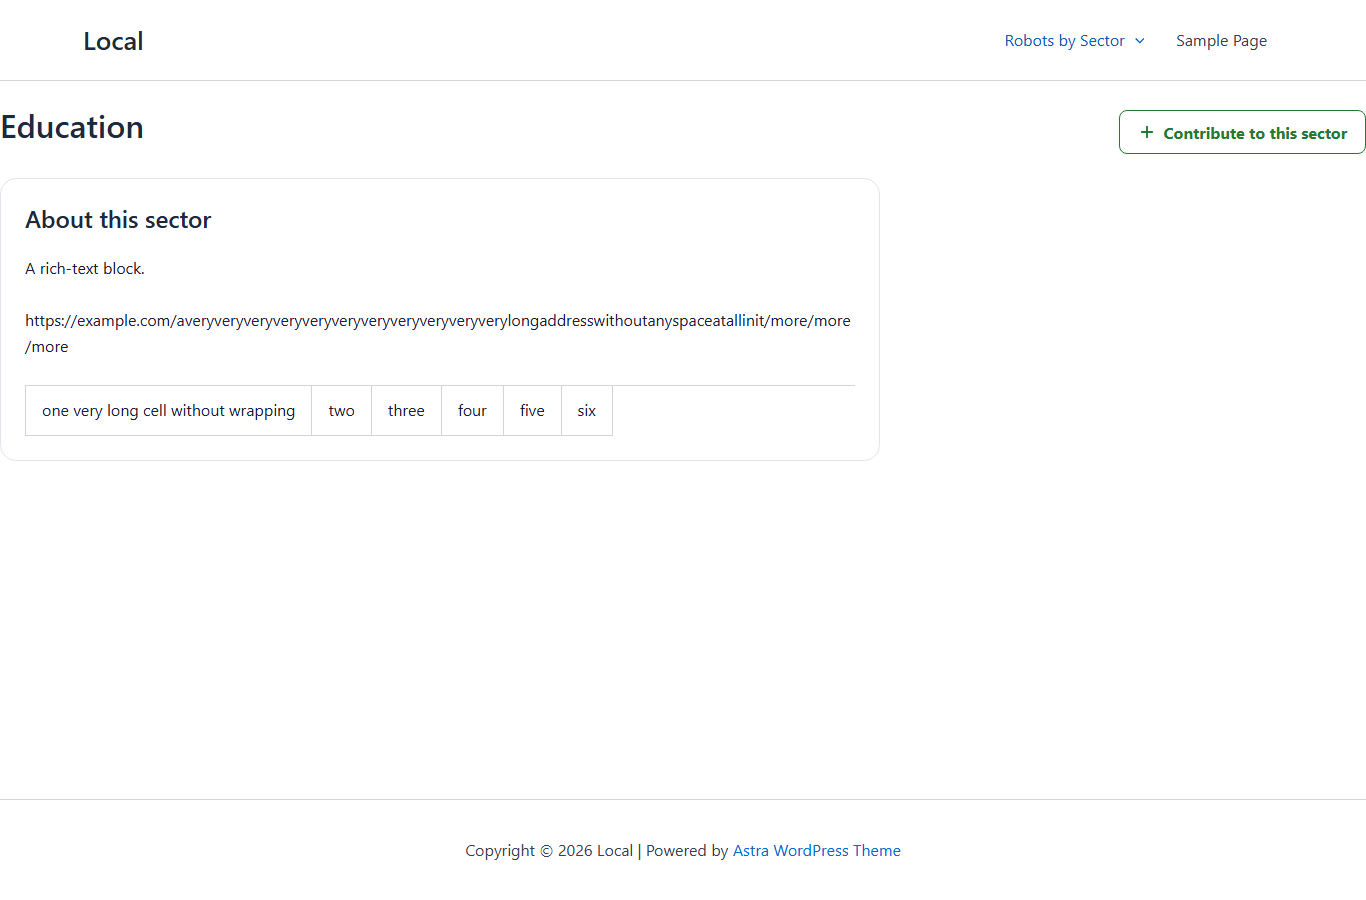 Local
Robots by Sector
Sample Page
Education
+ Contribute to this sector
About this sector
A rich-text block.
https://example.com/averyveryveryveryveryveryveryveryveryveryverylongaddresswithoutanyspaceatallinit/more/more
/more
one very long cell without wrapping two three four five six
Copyright © 2026 Local | Powered by Astra WordPress Theme